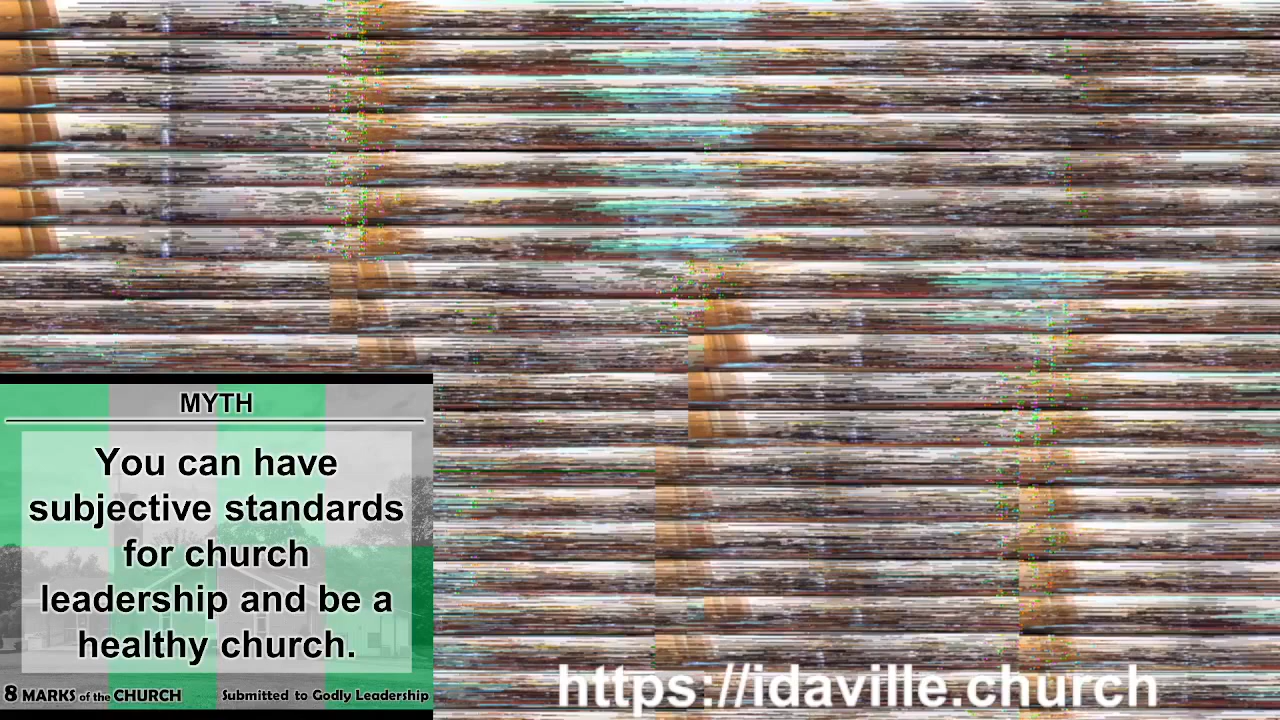 MYTH
You can have
subjective standards
for church
leadership and be a
healthy church.
8 MARKS of the CHURCH
Submitted to Godly Leadership
https://idaville.church